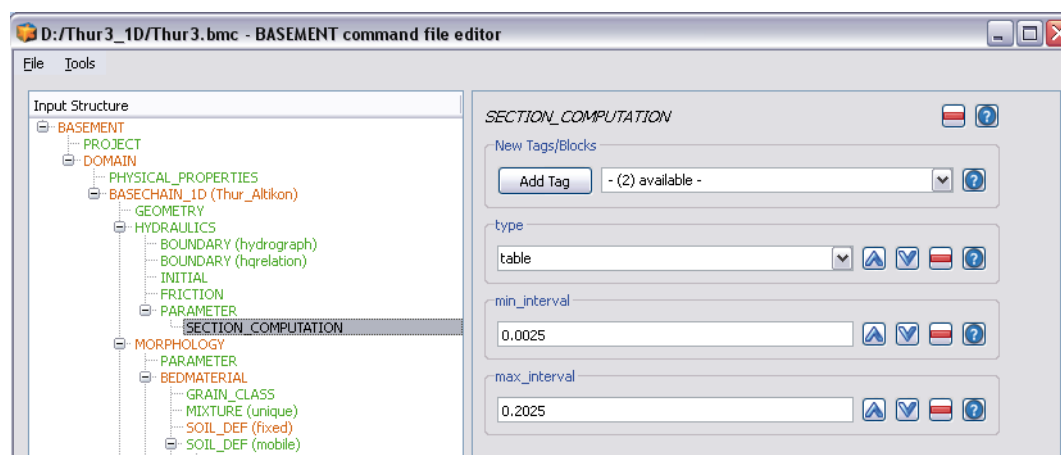 D:/Thur3_1D/Thur3.bmc - BASEMENT command file editor
File Tools
Input Structure
BASEMENT
PROJECT
DOMAIN
PHYSICAL_PROPERTIES
BASECHAIN_1D (Thur_Altikon)
GEOMETRY
HYDRAULICS
BOUNDARY (hydrograph)
BOUNDARY (hqrelation)
INITIAL
FRICTION
PARAMETER
SECTION_COMPUTATION
MORPHOLOGY
PARAMETER
BEDMATERIAL
GRAIN_CLASS
MIXTURE (unique)
SOIL_DEF (fixed)
SOIL_DEF (mobile)
SECTION_COMPUTATION
New Tags/Blocks
Add Tag - (2) available -
type
table
min_interval
0.0025
max_interval
0.2025